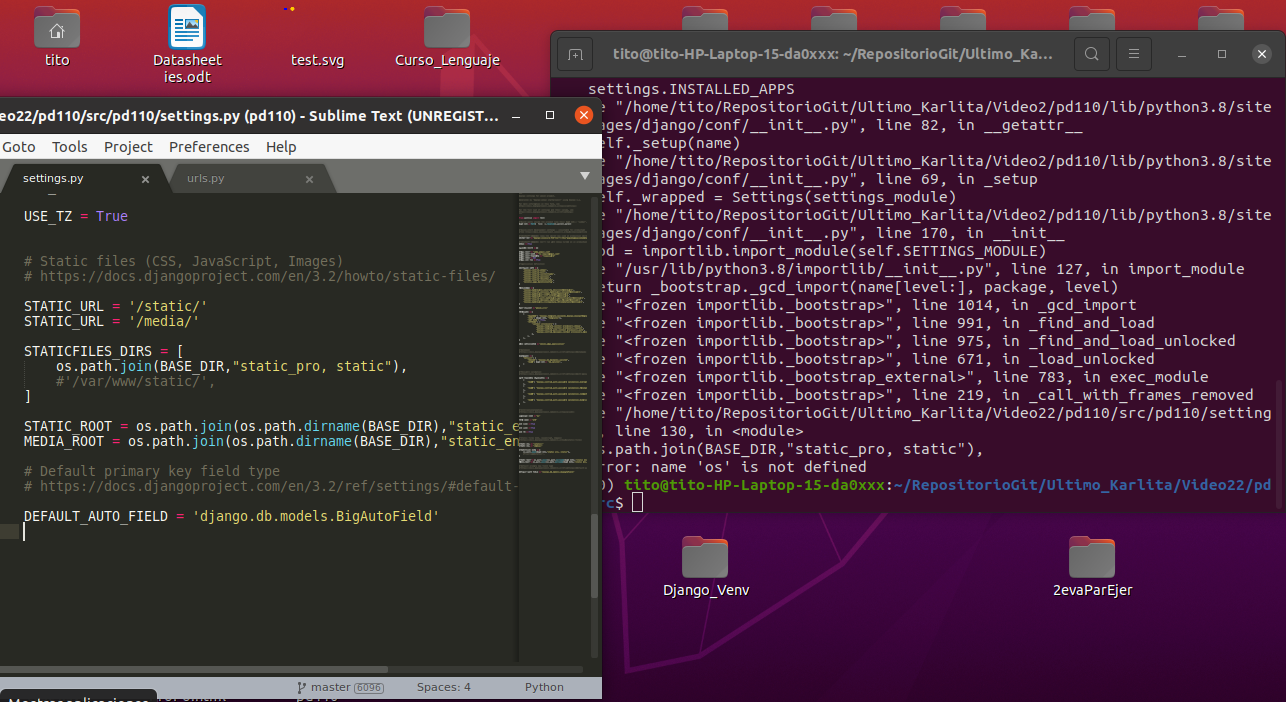 tito
Datasheet
ies.odt
test.svg
Curso_Lenguaje
tito@tito-HP-Laptop-15-da0xxx: ~/RepositorioGit/Ultimo_Ka...
settings.INSTALLED_APPS
e "/home/tito/RepositorioGit/Ultimo_Karlita/Video2/pd110/lib/python3.8/site
ages/django/conf/__init__.py", line 82, in __getattr__
elf._setup(name)
e "/home/tito/RepositorioGit/Ultimo_Karlita/Video2/pd110/lib/python3.8/site
ages/django/conf/__init__.py", line 69, in _setup
elf._wrapped = Settings(settings_module)
e "/home/tito/RepositorioGit/Ultimo_Karlita/Video2/pd110/lib/python3.8/site
ages/django/conf/__init__.py", line 170, in __init__
od = importlib.import_module(self.SETTINGS_MODULE)
e "/usr/lib/python3.8/importlib/__init__.py", line 127, in import_module
eturn _bootstrap._gcd_import(name[level:], package, level)
e "<frozen importlib._bootstrap>", line 1014, in _gcd_import
e "<frozen importlib._bootstrap>", line 991, in _find_and_load
e "<frozen importlib._bootstrap>", line 975, in _find_and_load_unlocked
e "<frozen importlib._bootstrap>", line 671, in _load_unlocked
e "<frozen importlib._bootstrap_external>", line 783, in exec_module
e "<frozen importlib._bootstrap>", line 219, in _call_with_frames_removed
e "/home/tito/RepositorioGit/Ultimo_Karlita/Video22/pd110/src/pd110/setting
, line 130, in <module>
s.path.join(BASE_DIR,"static_pro, static"),
rror: name 'os' is not defined
) tito@tito-HP-Laptop-15-da0xxx:~/RepositorioGit/Ultimo_Karlita/Video22/pd
rc$
eo22/pd110/src/pd110/settings.py (pd110) - Sublime Text (UNREGIST...
Goto Tools Project Preferences Help
settings.py
urls.py
USE_TZ = True
# Static files (CSS, JavaScript, Images)
# https://docs.djangoproject.com/en/3.2/howto/static-files/
STATIC_URL = '/static/'
STATIC_URL = '/media/'
STATICFILES_DIRS = [
os.path.join(BASE_DIR,"static_pro, static"),
#'/var/www/static/',
]
STATIC_ROOT = os.path.join(os.path.dirname(BASE_DIR),"static_e
MEDIA_ROOT = os.path.join(os.path.dirname(BASE_DIR),"static_en
# Default primary key field type
# https://docs.djangoproject.com/en/3.2/ref/settings/#default-
DEFAULT_AUTO_FIELD = 'django.db.models.BigAutoField'
master 6096
Spaces: 4
Python
Django_Venv
2evaParEjer